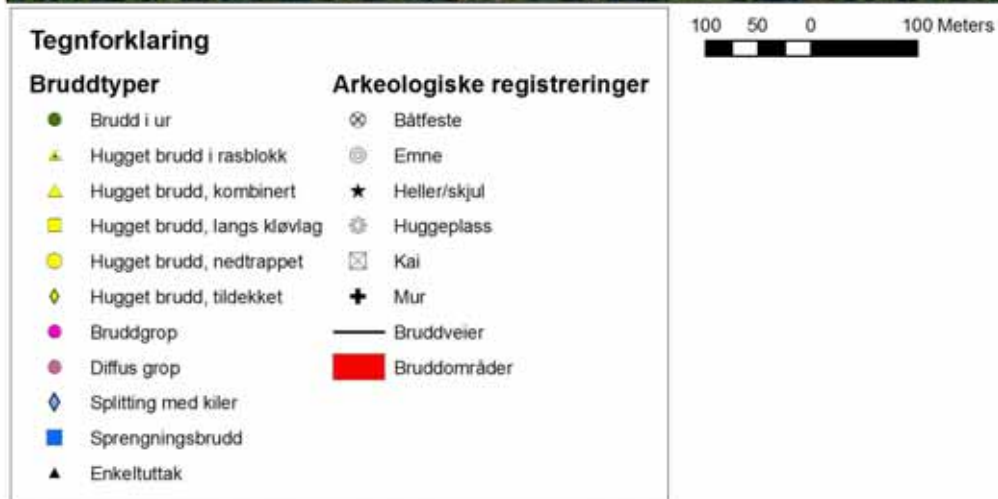 Tegnforklaring
Bruddtyper
Brudd i ur
Hugget brudd i rasblokk
Hugget brudd, kombinert
Hugget brudd, langs kløvlag
Hugget brudd, nedtrappet
Hugget brudd, tildekket
Bruddgrop
Diffus grop
Splitting med kiler
Sprengningsbrudd
Enkeltuttak
Arkeologiske registreringer
Båtfeste
Emne
Heller/skjul
Huggeplass
Kai
Mur
Bruddveier
Bruddområder
100 50 0 100 Meters